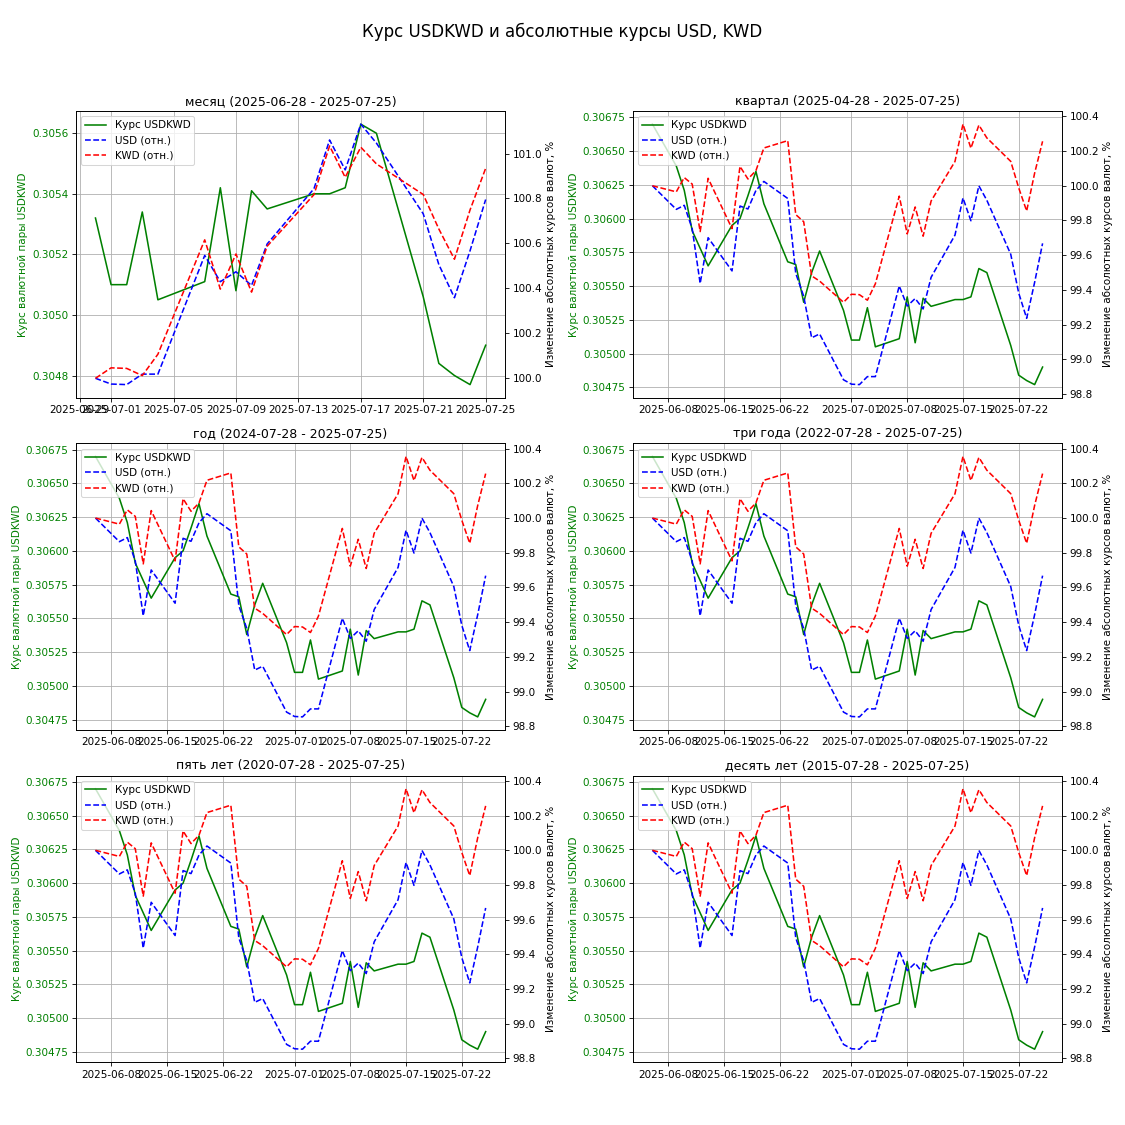 Курс USDKWD и абсолютные курсы USD, KWD
месяц (2025-06-28 - 2025-07-25)
Курс USDKWD
USD (отн.)
KWD (отн.)
Курс валютной пары USDKWD
0.3056
0.3054
0.3052
0.3050
0.3048
101.0
100.8
100.6
100.4
100.2
100.0
Изменение абсолютных курсов валют, %
2025-06-29 2025-07-01 2025-07-05 2025-07-09 2025-07-13 2025-07-17 2025-07-21 2025-07-25
квартал (2025-04-28 - 2025-07-25)
Курс USDKWD
USD (отн.)
KWD (отн.)
Курс валютной пары USDKWD
0.30675
0.30650
0.30625
0.30600
0.30575
0.30550
0.30525
0.30500
0.30475
100.4
100.2
100.0
99.8
99.6
99.4
99.2
99.0
98.8
Изменение абсолютных курсов валют, %
2025-06-08 2025-06-15 2025-06-22 2025-07-01 2025-07-08 2025-07-15 2025-07-22
год (2024-07-28 - 2025-07-25)
Курс USDKWD
USD (отн.)
KWD (отн.)
Курс валютной пары USDKWD
0.30675
0.30650
0.30625
0.30600
0.30575
0.30550
0.30525
0.30500
0.30475
100.4
100.2
100.0
99.8
99.6
99.4
99.2
99.0
98.8
Изменение абсолютных курсов валют, %
2025-06-08 2025-06-15 2025-06-22 2025-07-01 2025-07-08 2025-07-15 2025-07-22
три года (2022-07-28 - 2025-07-25)
Курс USDKWD
USD (отн.)
KWD (отн.)
Курс валютной пары USDKWD
0.30675
0.30650
0.30625
0.30600
0.30575
0.30550
0.30525
0.30500
0.30475
100.4
100.2
100.0
99.8
99.6
99.4
99.2
99.0
98.8
Изменение абсолютных курсов валют, %
2025-06-08 2025-06-15 2025-06-22 2025-07-01 2025-07-08 2025-07-15 2025-07-22
пять лет (2020-07-28 - 2025-07-25)
Курс USDKWD
USD (отн.)
KWD (отн.)
Курс валютной пары USDKWD
0.30675
0.30650
0.30625
0.30600
0.30575
0.30550
0.30525
0.30500
0.30475
100.4
100.2
100.0
99.8
99.6
99.4
99.2
99.0
98.8
Изменение абсолютных курсов валют, %
2025-06-08 2025-06-15 2025-06-22 2025-07-01 2025-07-08 2025-07-15 2025-07-22
десять лет (2015-07-28 - 2025-07-25)
Курс USDKWD
USD (отн.)
KWD (отн.)
Курс валютной пары USDKWD
0.30675
0.30650
0.30625
0.30600
0.30575
0.30550
0.30525
0.30500
0.30475
100.4
100.2
100.0
99.8
99.6
99.4
99.2
99.0
98.8
Изменение абсолютных курсов валют, %
2025-06-08 2025-06-15 2025-06-22 2025-07-01 2025-07-08 2025-07-15 2025-07-22